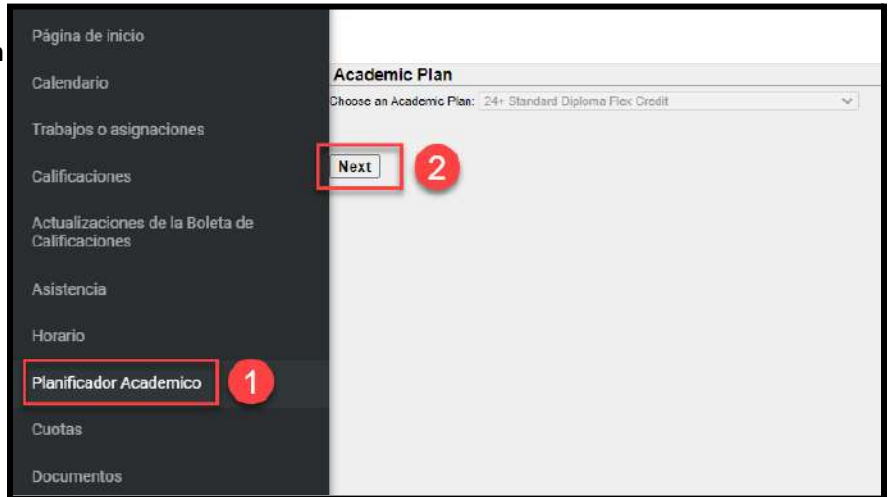 Página de inicio
Calendario
Trabajos o asignaciones
Calificaciones
Actualizaciones de la Boleta de
Calificaciones
Asistencia
Horario
Planificador Academico
1
Cuotas
Documentos
Academic Plan
Choose an Academic Plan: 24+ Standard Diploma Flex Credit
Next
2